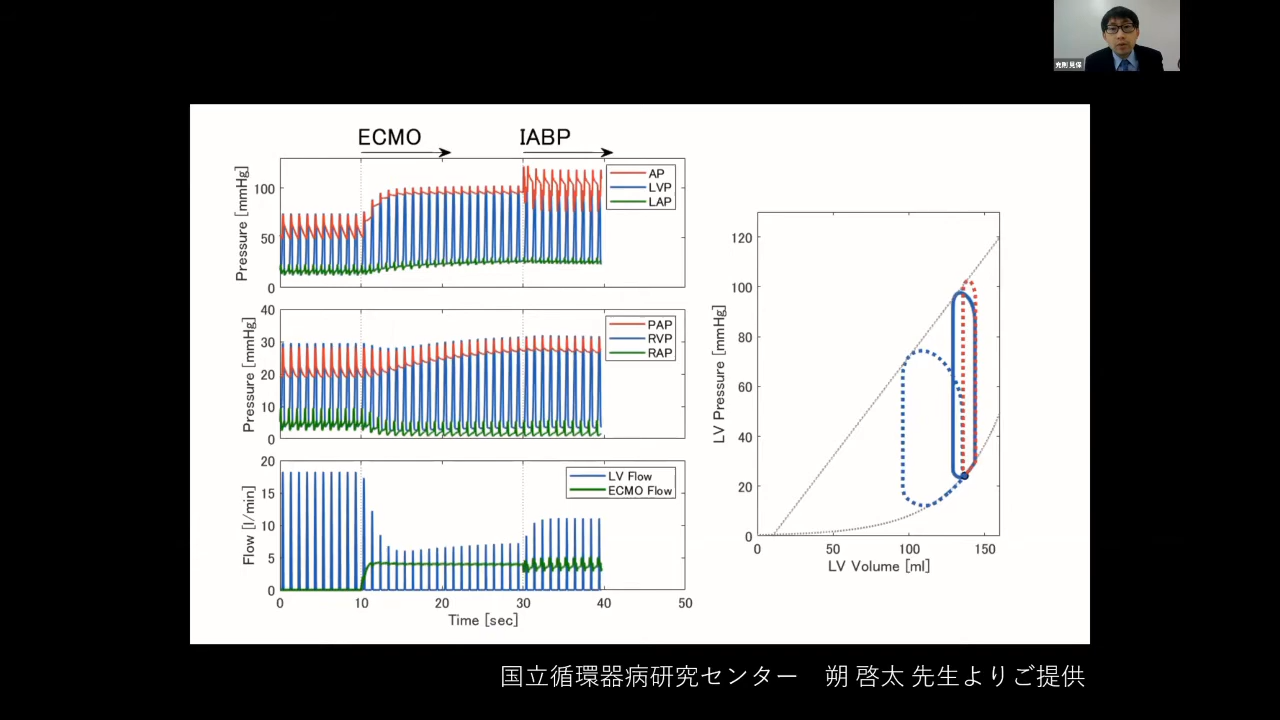 ECMO
IABP
Pressure [mmHg]
100
50
0
AP
LVP
LAP
Pressure [mmHg]
40
30
20
10
0
PAP
RVP
RAP
Flow [l/min]
20
15
10
5
0
LV Flow
ECMO Flow
0 10 20 30 40 50
Time [sec]
LV Pressure [mmHg]
120
100
80
60
40
20
0
0 50 100 150
LV Volume [ml]
国立循環器病研究センター 朔 啓太 先生よりご提供